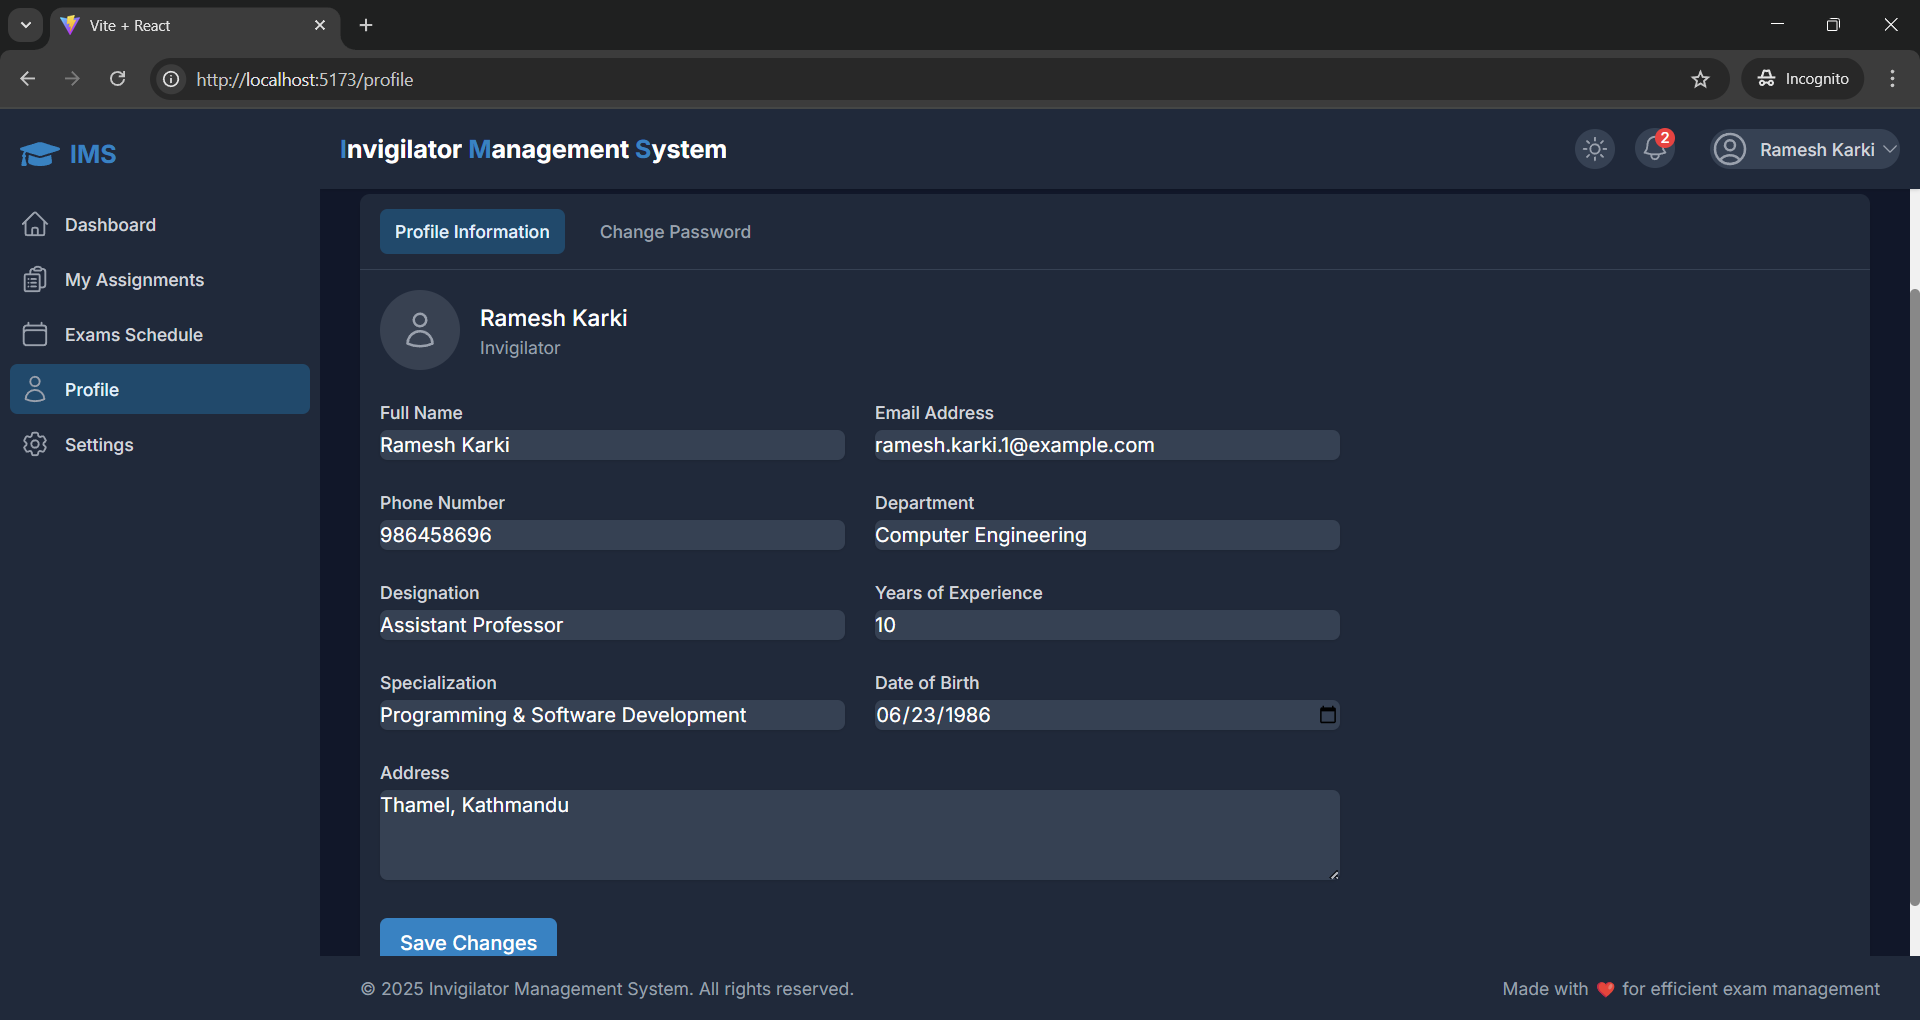 Vite + React
http://localhost:5173/profile
Incognito
IMS
Invigilator Management System
2
Ramesh Karki
Dashboard
My Assignments
Exams Schedule
Profile
Settings
Profile Information
Change Password
Ramesh Karki
Invigilator
Full Name
Ramesh Karki
Email Address
ramesh.karki.1@example.com
Phone Number
986458696
Department
Computer Engineering
Designation
Assistant Professor
Years of Experience
10
Specialization
Programming & Software Development
Date of Birth
06/23/1986
Address
Thamel, Kathmandu
Save Changes
© 2025 Invigilator Management System. All rights reserved.
Made with ❤️ for efficient exam management